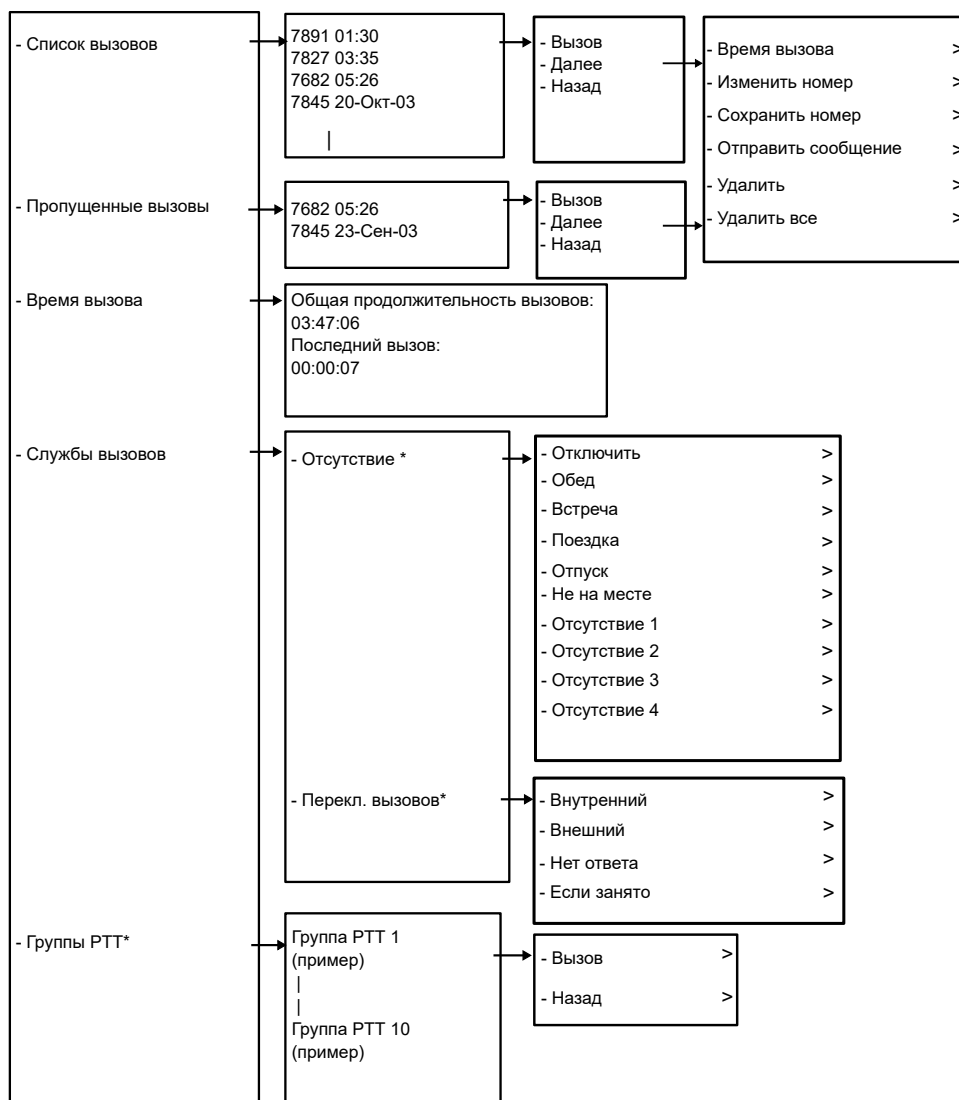 - Список вызовов
7891 01:30
7827 03:35
7682 05:26
7845 20-Окт-03
|
- Вызов
- Далее
- Назад
- Время вызова >
- Изменить номер >
- Сохранить номер >
- Отправить сообщение >
- Удалить >
- Удалить все >
- Пропущенные вызовы
7682 05:26
7845 23-Сен-03
- Вызов
- Далее
- Назад
- Время вызова
Общая продолжительность вызовов:
03:47:06
Последний вызов:
00:00:07
- Службы вызовов
- Отсутствие *
- Отключить >
- Обед >
- Встреча >
- Поездка >
- Отпуск >
- Не на месте >
- Отсутствие 1 >
- Отсутствие 2 >
- Отсутствие 3 >
- Отсутствие 4 >
- Перекл. вызовов*
- Внутренний >
- Внешний >
- Нет ответа >
- Если занято >
- Группы PTT*
Группа PTT 1
(пример)
|
|
Группа PTT 10
(пример)
- Вызов >
- Назад >